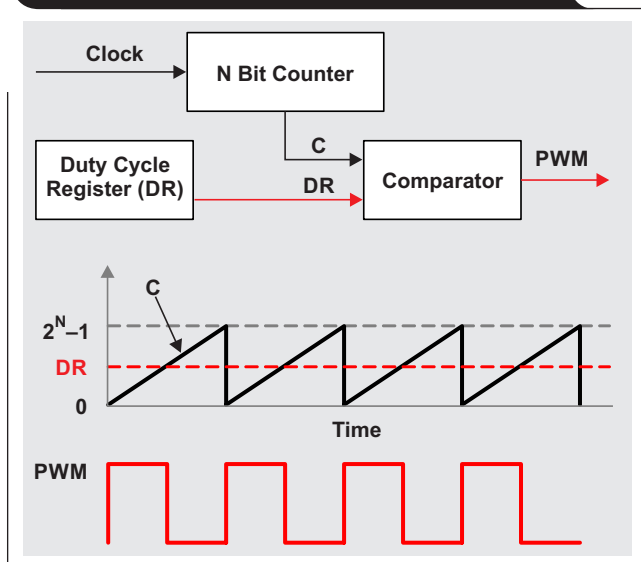 Clock
N Bit Counter
C
PWM
Duty Cycle
Register (DR)
DR
Comparator
C
2ᴺ–1
DR
0
Time
PWM